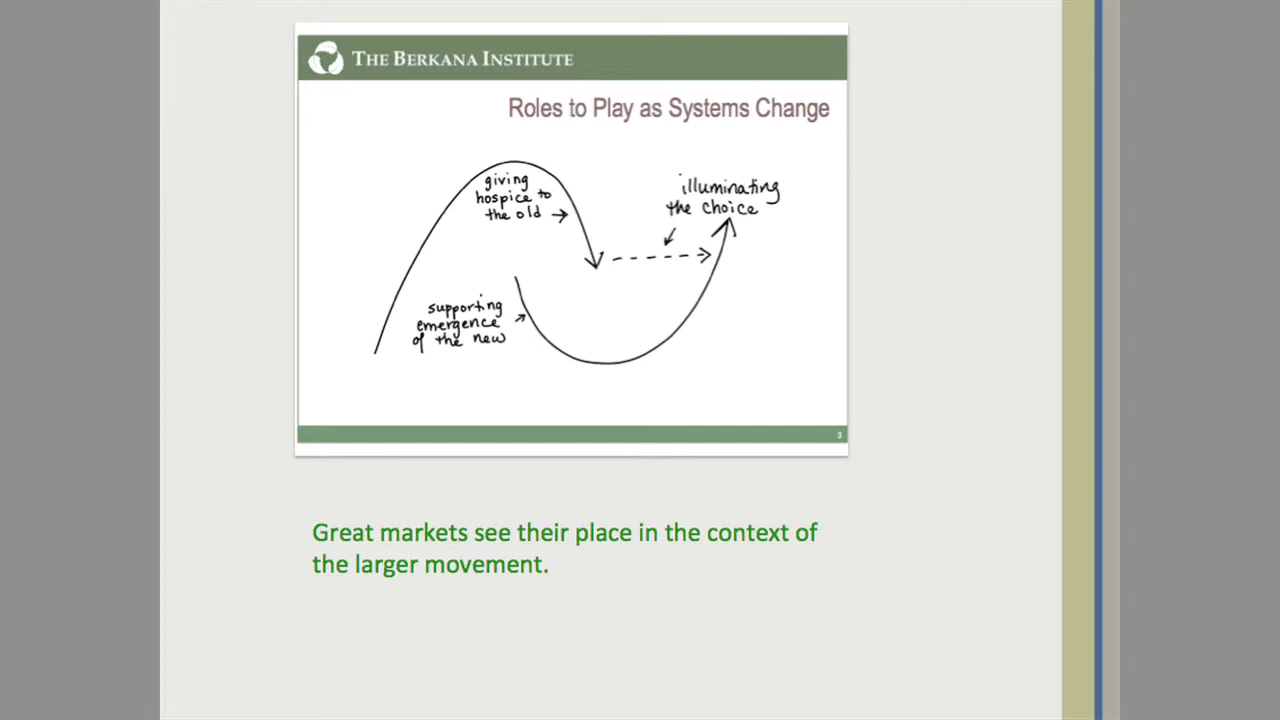 THE BERKANA INSTITUTE
Roles to Play as Systems Change
giving
hospice to
the old
illuminating
the choice
supporting
emergence
of the new
3
Great markets see their place in the context of
the larger movement.